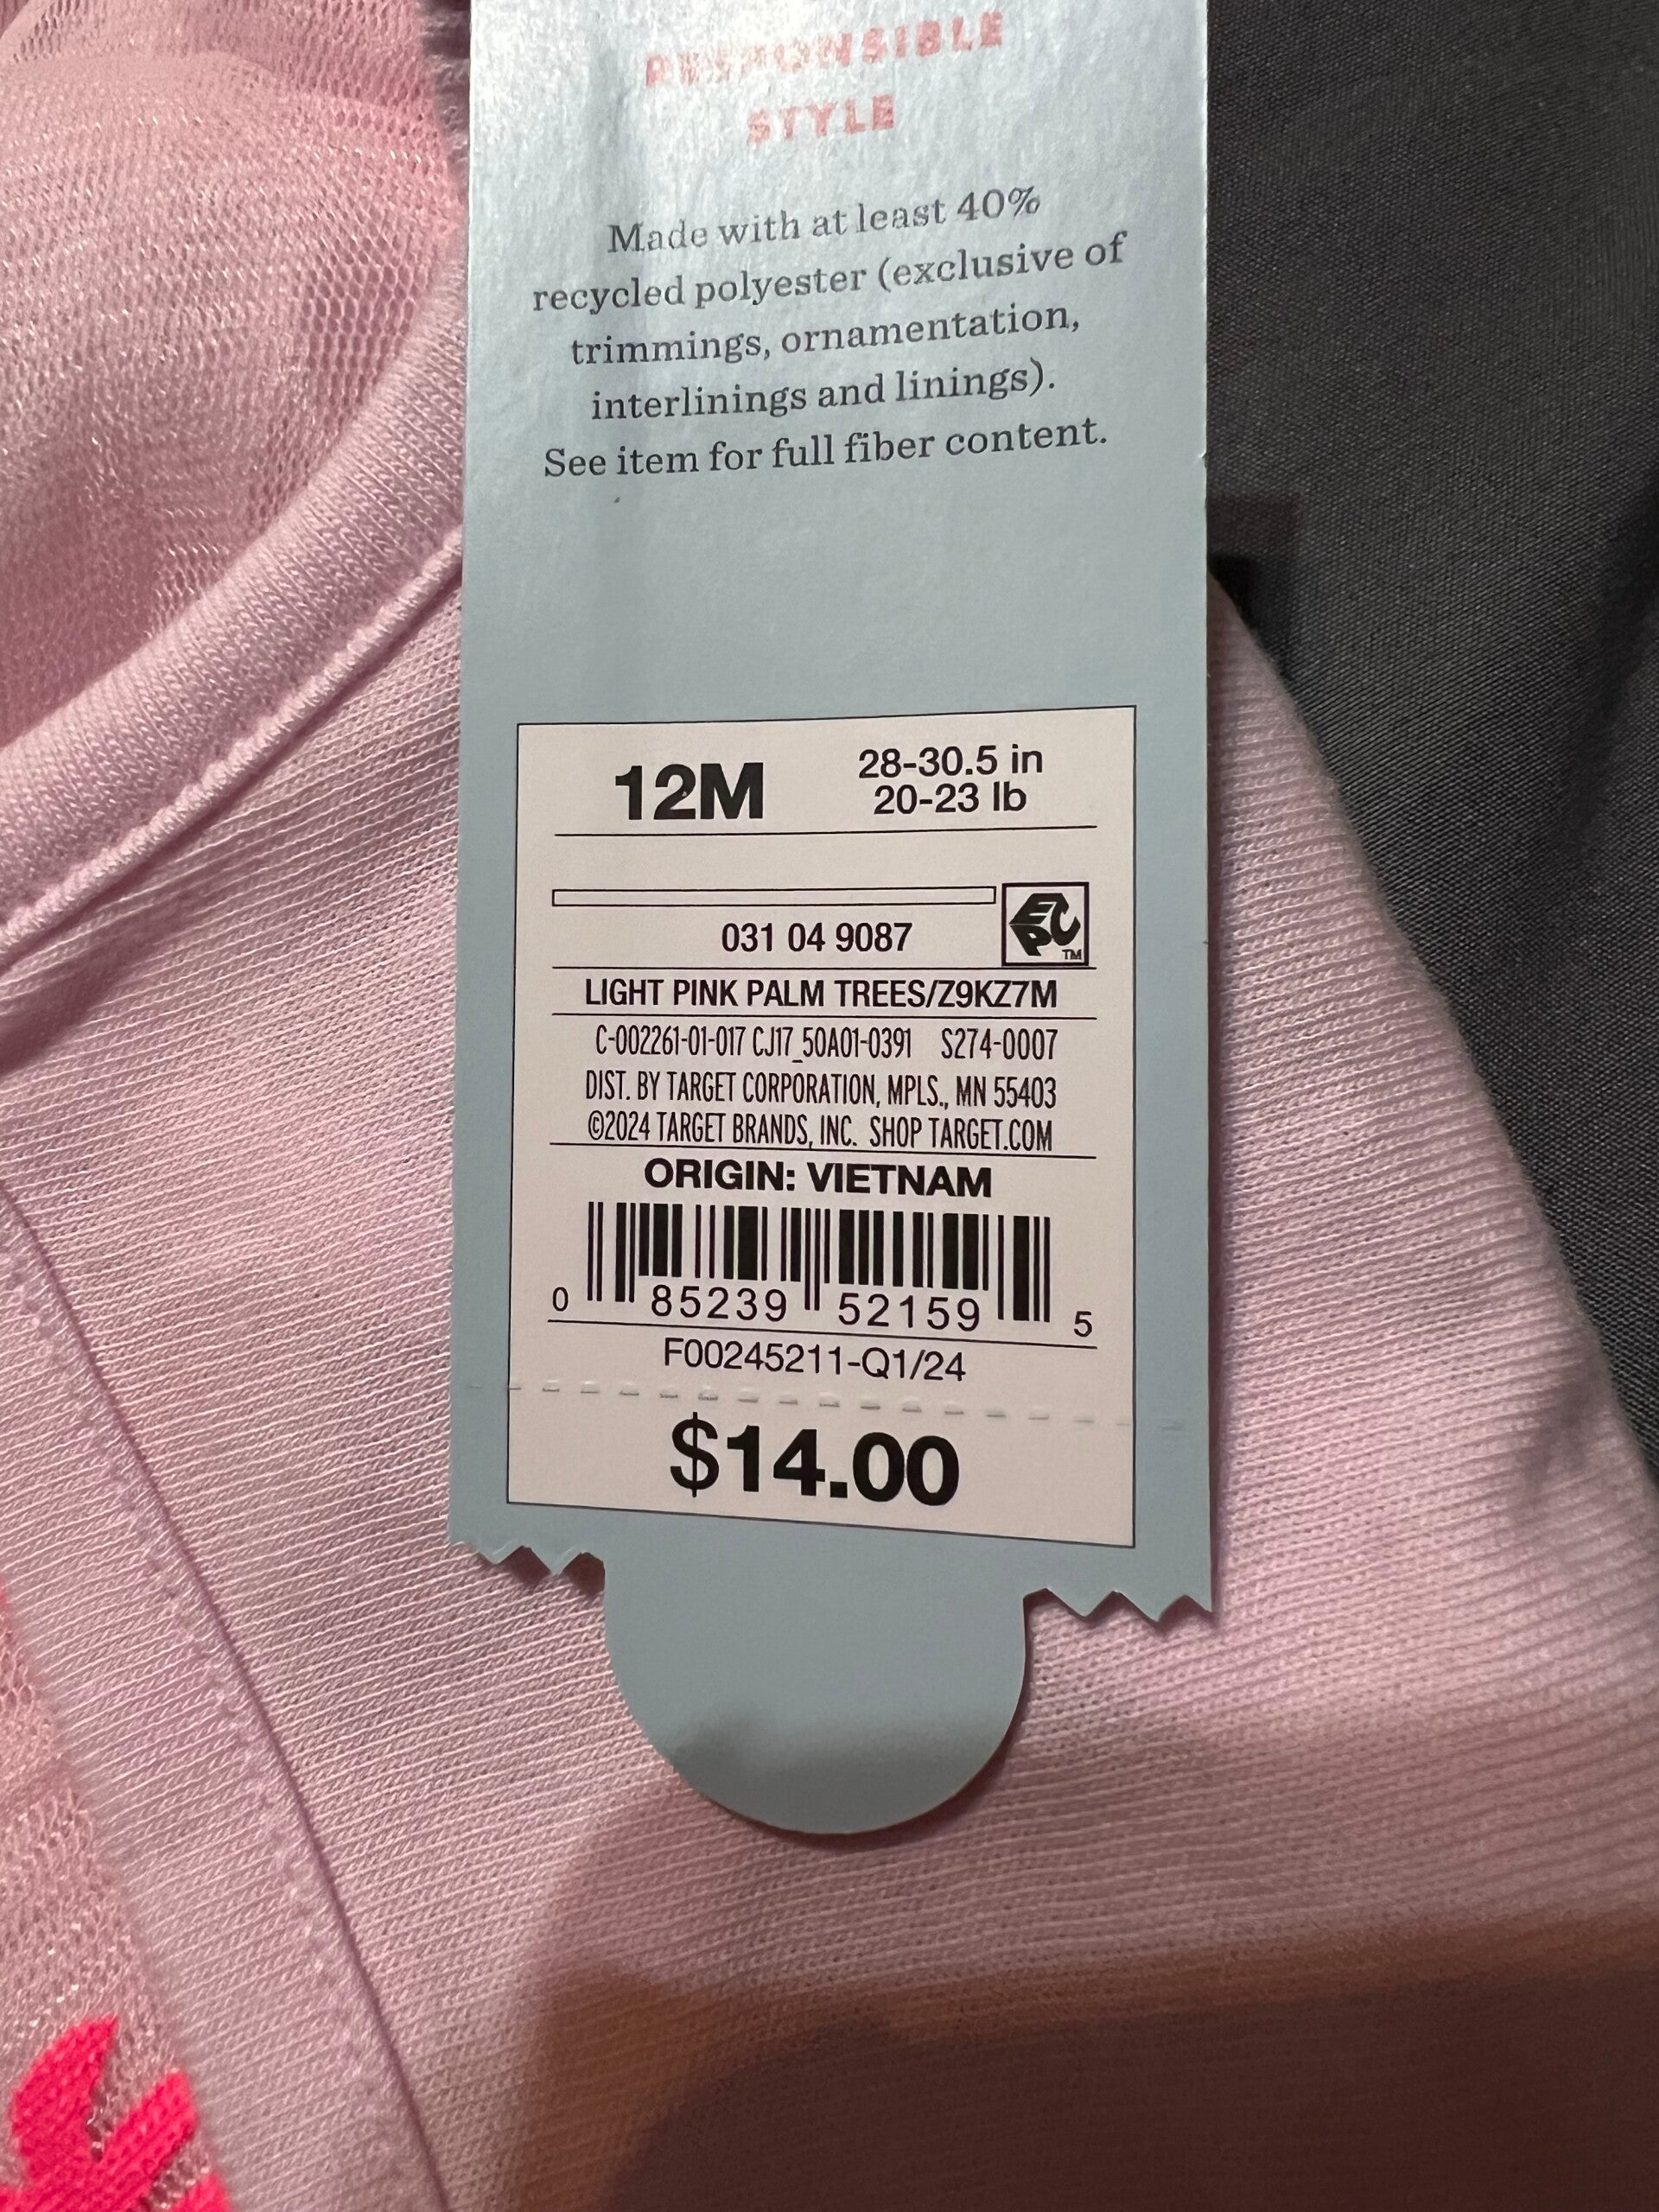 RESPONSIBLE
STYLE
Made with at least 40%
recycled polyester (exclusive of
trimmings, ornamentation,
interlinings and linings).
See item for full fiber content.
12M
28-30.5 in
20-23 lb
031 04 9087
EPC
TM
LIGHT PINK PALM TREES/Z9KZ7M
C-002261-01-017 CJ17_50A01-0391 S274-0007
DIST. BY TARGET CORPORATION, MPLS., MN 55403
©2024 TARGET BRANDS, INC. SHOP TARGET.COM
ORIGIN: VIETNAM
0 85239 52159 5
F00245211-Q1/24
$14.00